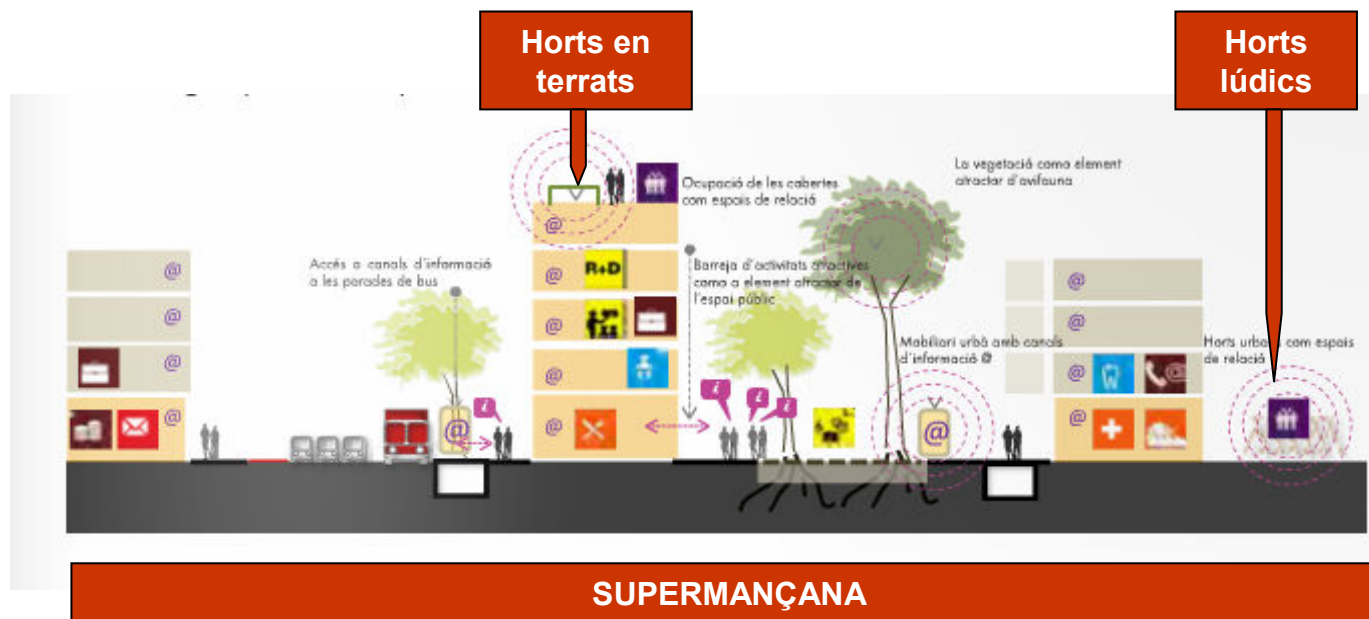 Horts en
terrats
Horts
lúdics
La vegetació como element
atractor d'avifauna
Ocupació de les cobertes
com espais de relació
Accés a canals d'informació
a les parades de bus
Barreja d'activitats atractives
como a element atractor de
l'espai públic
Mobiliari urbà amb canals
d'informació @
Horts urbans com espais
de relació
@
@
@
@
@
@
R+D
@
@
@
@
@
@
@
@
@
@
i
i
i
i
SUPERMANÇANA